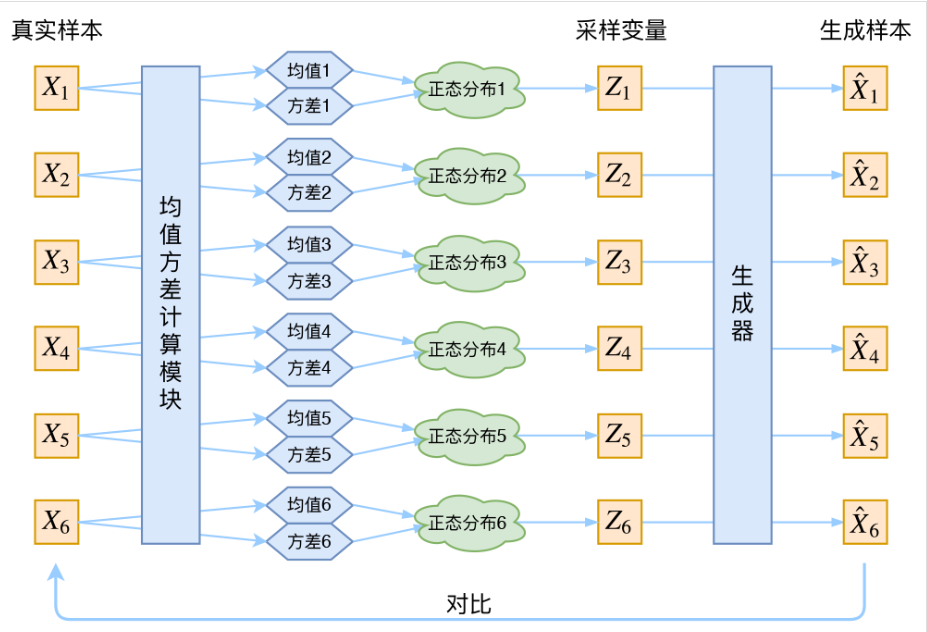 真实样本
采样变量
生成样本
X1
均值1
方差1
正态分布1
Z1
X̂1
X2
均值2
方差2
正态分布2
Z2
X̂2
均值方差计算模块
X3
均值3
方差3
正态分布3
Z3
生成器
X̂3
X4
均值4
方差4
正态分布4
Z4
X̂4
X5
均值5
方差5
正态分布5
Z5
X̂5
X6
均值6
方差6
正态分布6
Z6
X̂6
对比